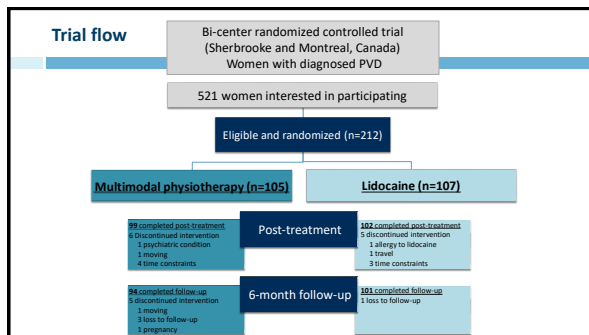 Trial flow
Bi-center randomized controlled trial
(Sherbrooke and Montreal, Canada)
Women with diagnosed PVD
521 women interested in participating
Eligible and randomized (n=212)
Multimodal physiotherapy (n=105)
Lidocaine (n=107)
99 completed post-treatment
6 Discontinued intervention
1 psychiatric condition
1 moving
4 time constraints
Post-treatment
102 completed post-treatment
5 discontinued intervention
1 allergy to lidocaine
1 travel
3 time constraints
94 completed follow-up
5 discontinued intervention
1 moving
3 loss to follow-up
1 pregnancy
6-month follow-up
101 completed follow-up
1 loss to follow-up